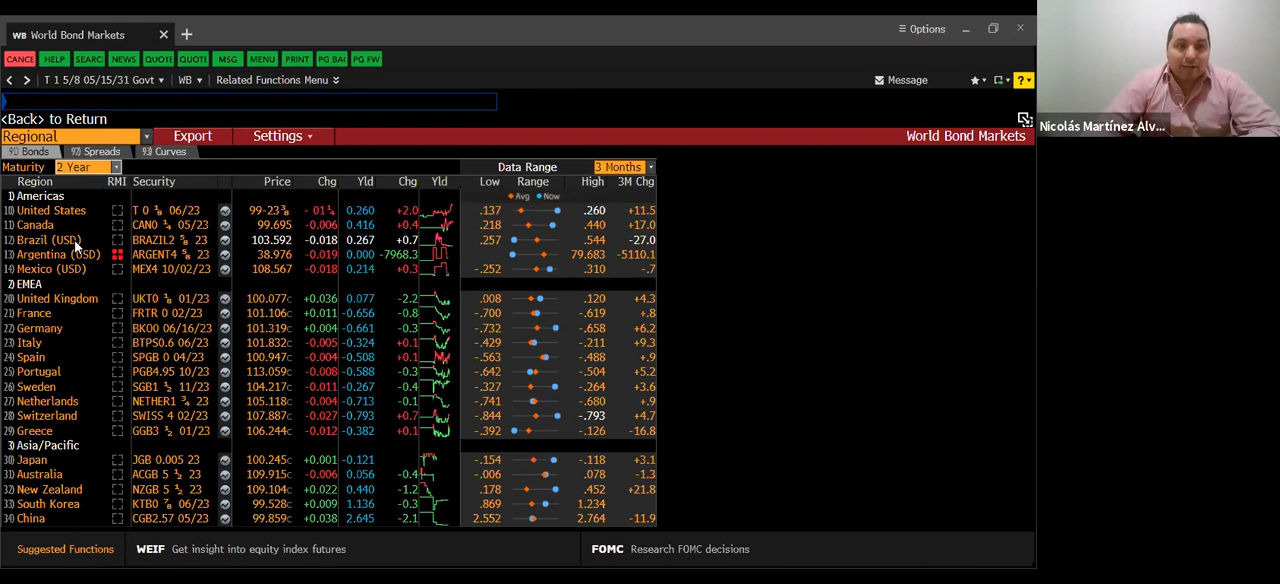 WB World Bond Markets
Options
CANCE HELP SEARC NEWS QUOTE QUOTE MSG MENU PRINT PG BAC PG FW
T 1 5/8 05/15/31 Govt WB Related Functions Menu Message ?
<Back> to Return
Regional Export Settings World Bond Markets
91) Bonds 92) Spreads 93) Curves
Maturity 2 Year Data Range 3 Months
Region RMI Security Price Chg Yld Chg Yld Low Range High 3M Chg
1) Americas Avg Now
10) United States T 0 ⅛ 06/23 99-23⅜ - 01¼ 0.260 +2.0 .137 .260 +11.5
11) Canada CAN0 ¼ 05/23 99.695 -0.006 0.416 +0.4 .218 .440 +17.0
12) Brazil (USD) BRAZIL2 ⅝ 23 103.592 -0.018 0.267 +0.7 .257 .544 -27.0
13) Argentina (USD) ARGENT4 ⅝ 23 38.976 -0.019 0.000 -7968.3 79.683 -5110.1
14) Mexico (USD) MEX4 10/02/23 108.567 -0.018 0.214 +0.3 -.252 .310 -.7
2) EMEA
20) United Kingdom UKT0 ⅛ 01/23 100.077c +0.036 0.077 -2.2 .008 .120 +4.3
21) France FRTR 0 02/23 101.106c +0.011 -0.656 -0.8 -.700 -.619 +.8
22) Germany BKO0 06/16/23 101.319c +0.004 -0.661 -0.3 -.732 -.658 +6.2
23) Italy BTPS0.6 06/23 101.832c -0.005 -0.324 +0.1 -.429 -.211 +9.3
24) Spain SPGB 0 04/23 100.947c -0.004 -0.508 +0.1 -.563 -.488 +.9
25) Portugal PGB4.95 10/23 113.059c -0.008 -0.588 -0.3 -.642 -.504 +5.2
26) Sweden SGB1 ½ 11/23 104.217c -0.011 -0.267 -0.4 -.327 -.264 +3.6
27) Netherlands NETHER1 ¾ 23 105.118c -0.004 -0.713 -0.1 -.741 -.680 +.9
28) Switzerland SWISS 4 02/23 107.887c -0.027 -0.793 +0.7 -.844 -.793 +4.7
29) Greece GGB3 ½ 01/23 106.244c -0.012 -0.382 +0.1 -.392 -.126 -16.8
3) Asia/Pacific
30) Japan JGB 0.005 23 100.245c +0.001 -0.121 -.154 -.118 +3.1
31) Australia ACGB 5 ½ 23 109.915c -0.006 0.056 -0.4 -.006 .078 -1.3
32) New Zealand NZGB 5 ½ 23 109.104c +0.022 0.440 -1.2 .178 .452 +21.8
33) South Korea KTB0 ⅞ 06/23 99.528c +0.009 1.136 -0.3 .869 1.234
34) China CGB2.57 05/23 99.859c +0.038 2.645 -2.1 2.552 2.764 -11.9
Suggested Functions WEIF Get insight into equity index futures FOMC Research FOMC decisions
Nicolás Martínez Alv...